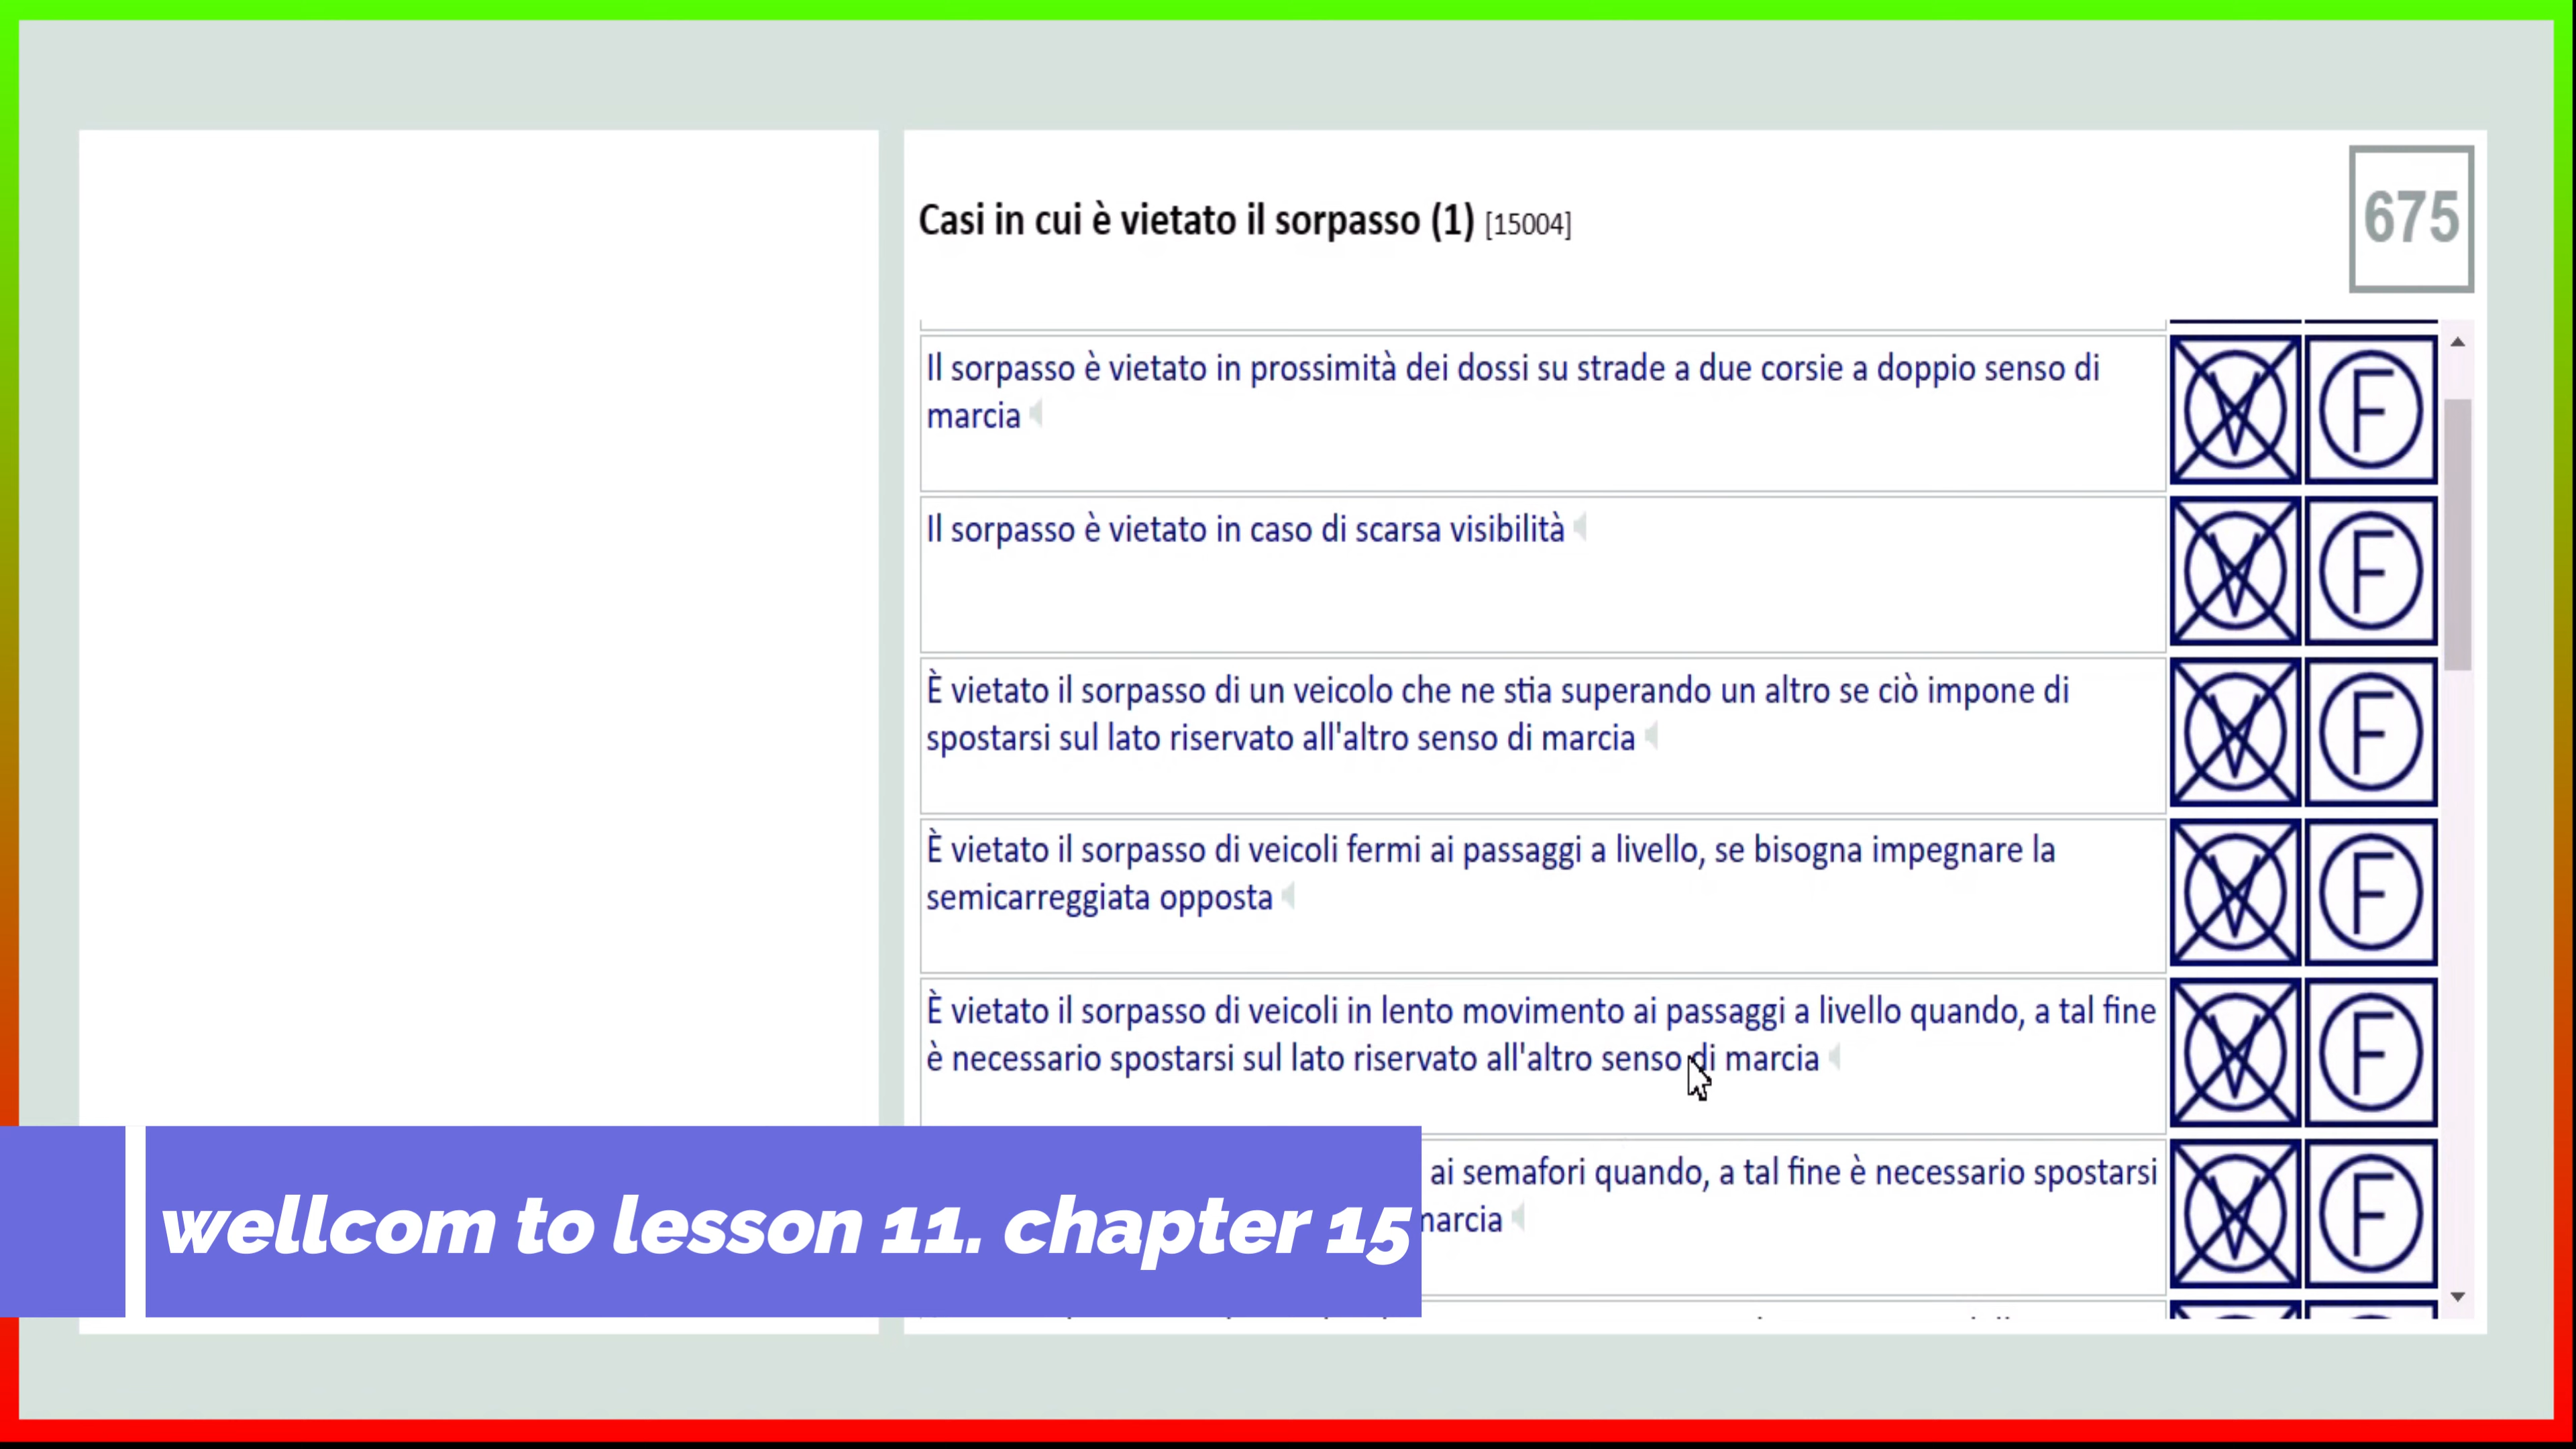 Casi in cui è vietato il sorpasso (1) [15004]
675
Il sorpasso è vietato in prossimità dei dossi su strade a due corsie a doppio senso di
marcia
V F
Il sorpasso è vietato in caso di scarsa visibilità
V F
È vietato il sorpasso di un veicolo che ne stia superando un altro se ciò impone di
spostarsi sul lato riservato all'altro senso di marcia
V F
È vietato il sorpasso di veicoli fermi ai passaggi a livello, se bisogna impegnare la
semicarreggiata opposta
V F
È vietato il sorpasso di veicoli in lento movimento ai passaggi a livello quando, a tal fine
è necessario spostarsi sul lato riservato all'altro senso di marcia
V F
ai semafori quando, a tal fine è necessario spostarsi
marcia
V F
wellcom to lesson 11. chapter 15